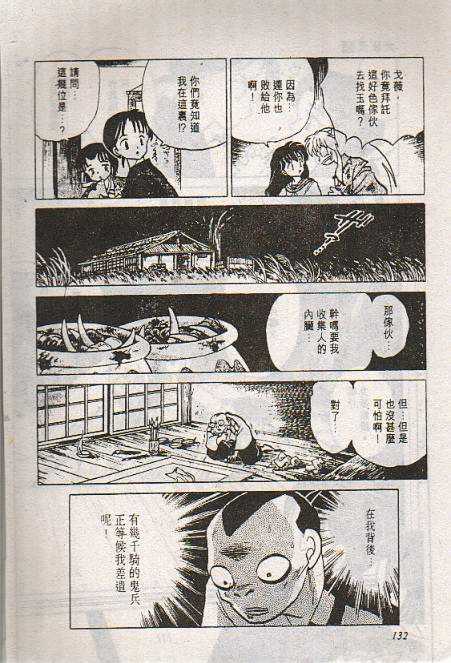 戈薇，
你竟拜託
這好色傢伙
去找玉嗎？
因為…
連你也
敗給他
啊！
你們竟知道
我在這裏!?
請問…
這幾位是…？
那傢伙…
幹嗎要我
收集人的
內臟…
但…但是
也沒甚麼
可怕啊！
對了…
在我背後…
有幾千騎的鬼兵
正等候我差遣
呢！
132